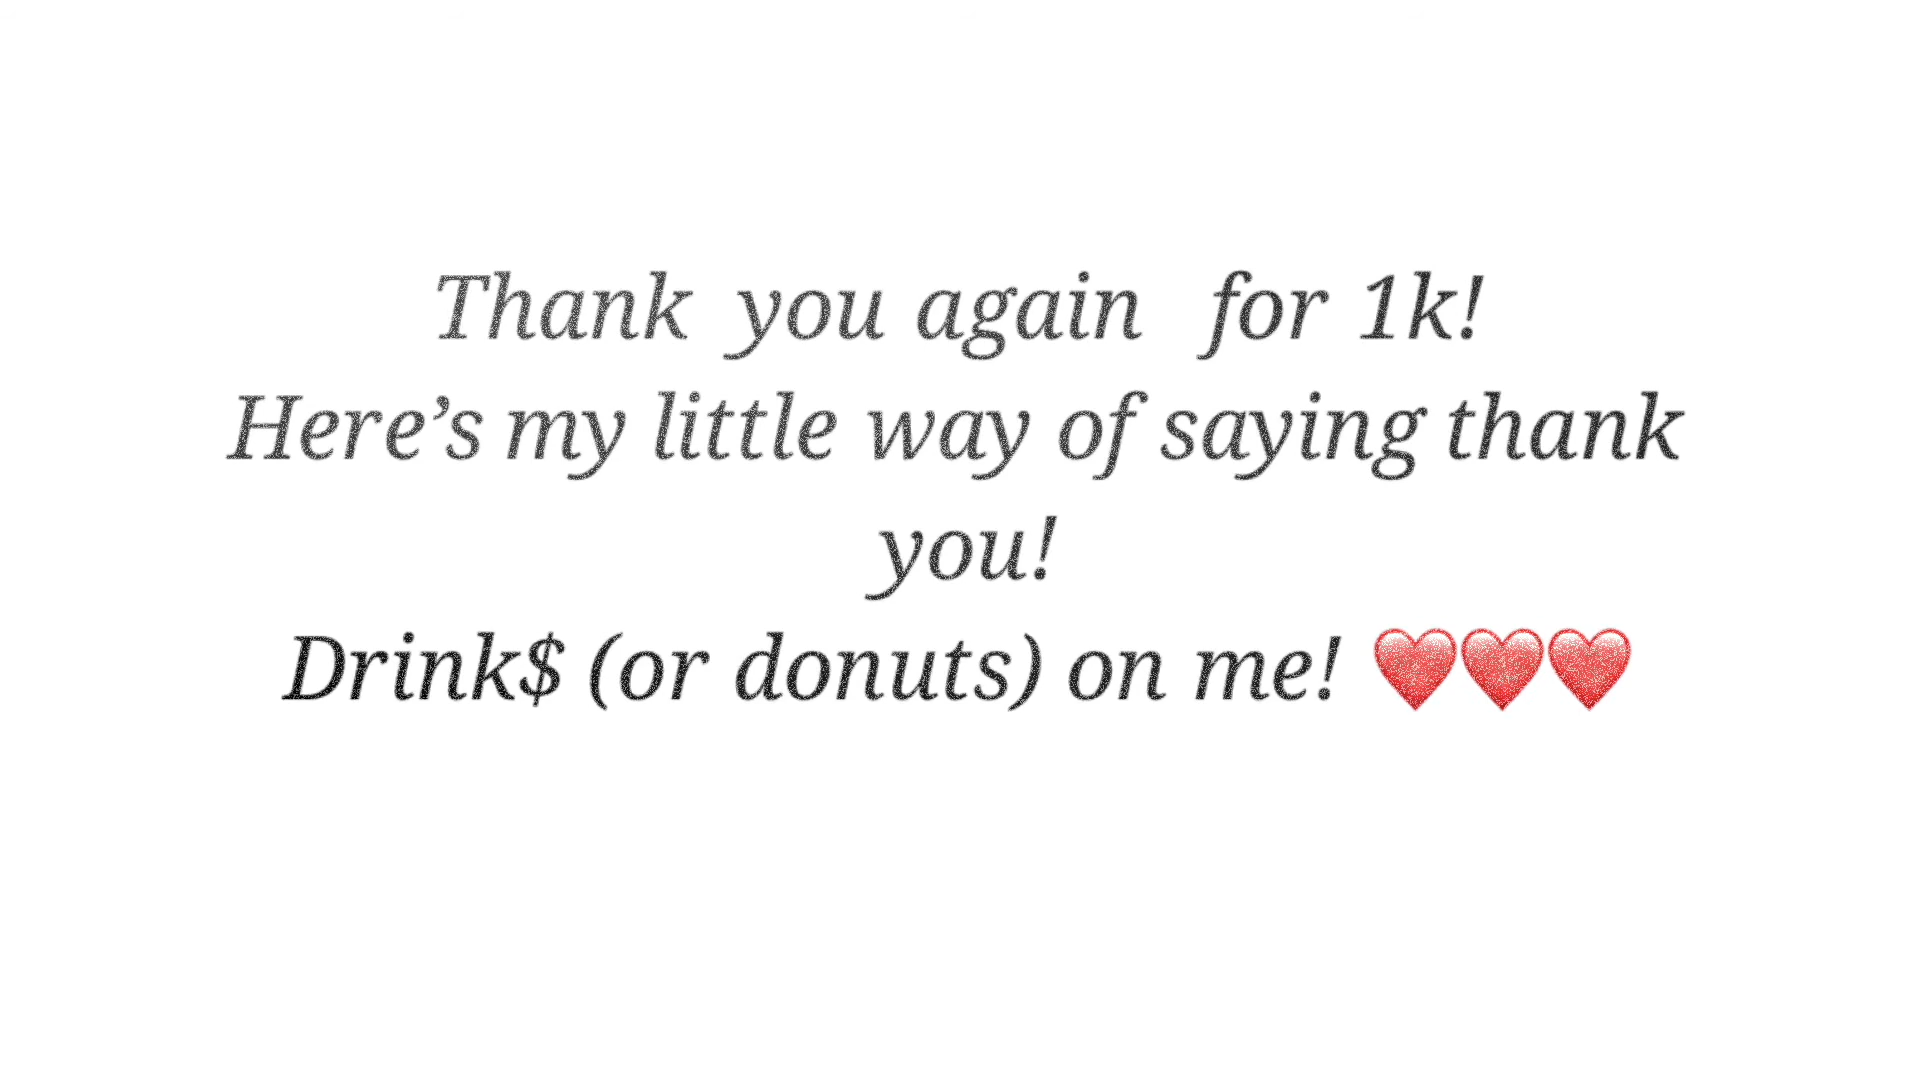 Thank you again for 1k!
Here’s my little way of saying thank
you!
Drink$ (or donuts) on me! ❤️❤️❤️